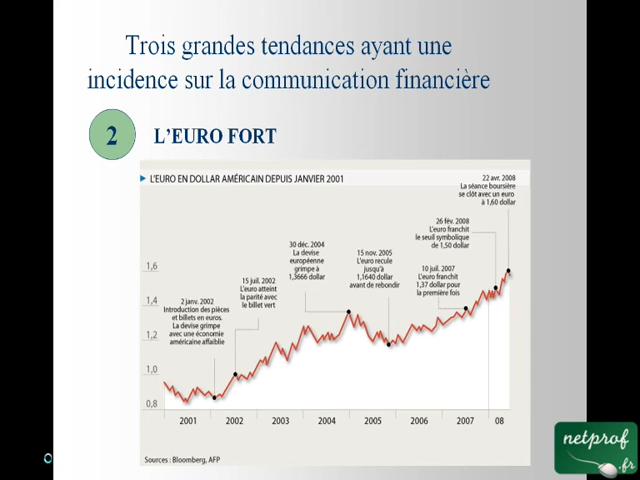 Trois grandes tendances ayant une
incidence sur la communication financière
2
L'EURO FORT
L'EURO EN DOLLAR AMÉRICAIN DEPUIS JANVIER 2001
22 avr. 2008
La séance boursière
se clôt avec un euro
à 1,60 dollar
26 fév. 2008
L'euro franchit
le seuil symbolique
de 1,50 dollar
30 déc. 2004
La devise
européenne
grimpe à
1,3666 dollar
15 nov. 2005
L'euro recule
jusqu'à
1,1640 dollar
avant de rebondir
10 juil. 2007
L'euro franchit
1,37 dollar pour
la première fois
15 juil. 2002
L'euro atteint
la parité avec
le billet vert
2 janv. 2002
Introduction des pièces
et billets en euros.
La devise grimpe
avec une économie
américaine affaiblie
1,6
1,4
1,2
1,0
0,8
2001 2002 2003 2004 2005 2006 2007 08
Sources : Bloomberg, AFP
netprof
.fr